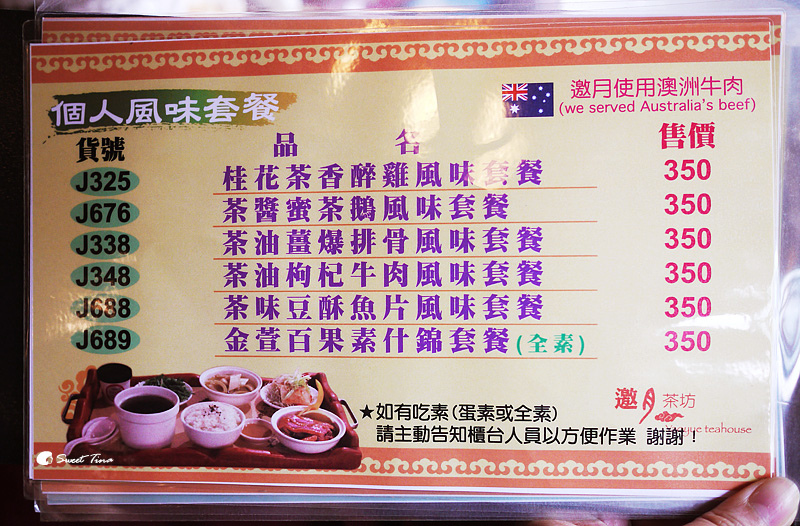 個人風味套餐
邀月使用澳洲牛肉
(we served Australia's beef)
貨號 品名 售價
J325 桂花茶香醉雞風味套餐 350
J676 茶醬蜜茶鵝風味套餐 350
J338 茶油薑爆排骨風味套餐 350
J348 茶油枸杞牛肉風味套餐 350
J688 茶味豆酥魚片風味套餐 350
J689 金萱百果素什錦套餐(全素) 350
★如有吃素(蛋素或全素)
請主動告知櫃台人員以方便作業 謝謝！
邀月茶坊
teahouse
Sweet Tina